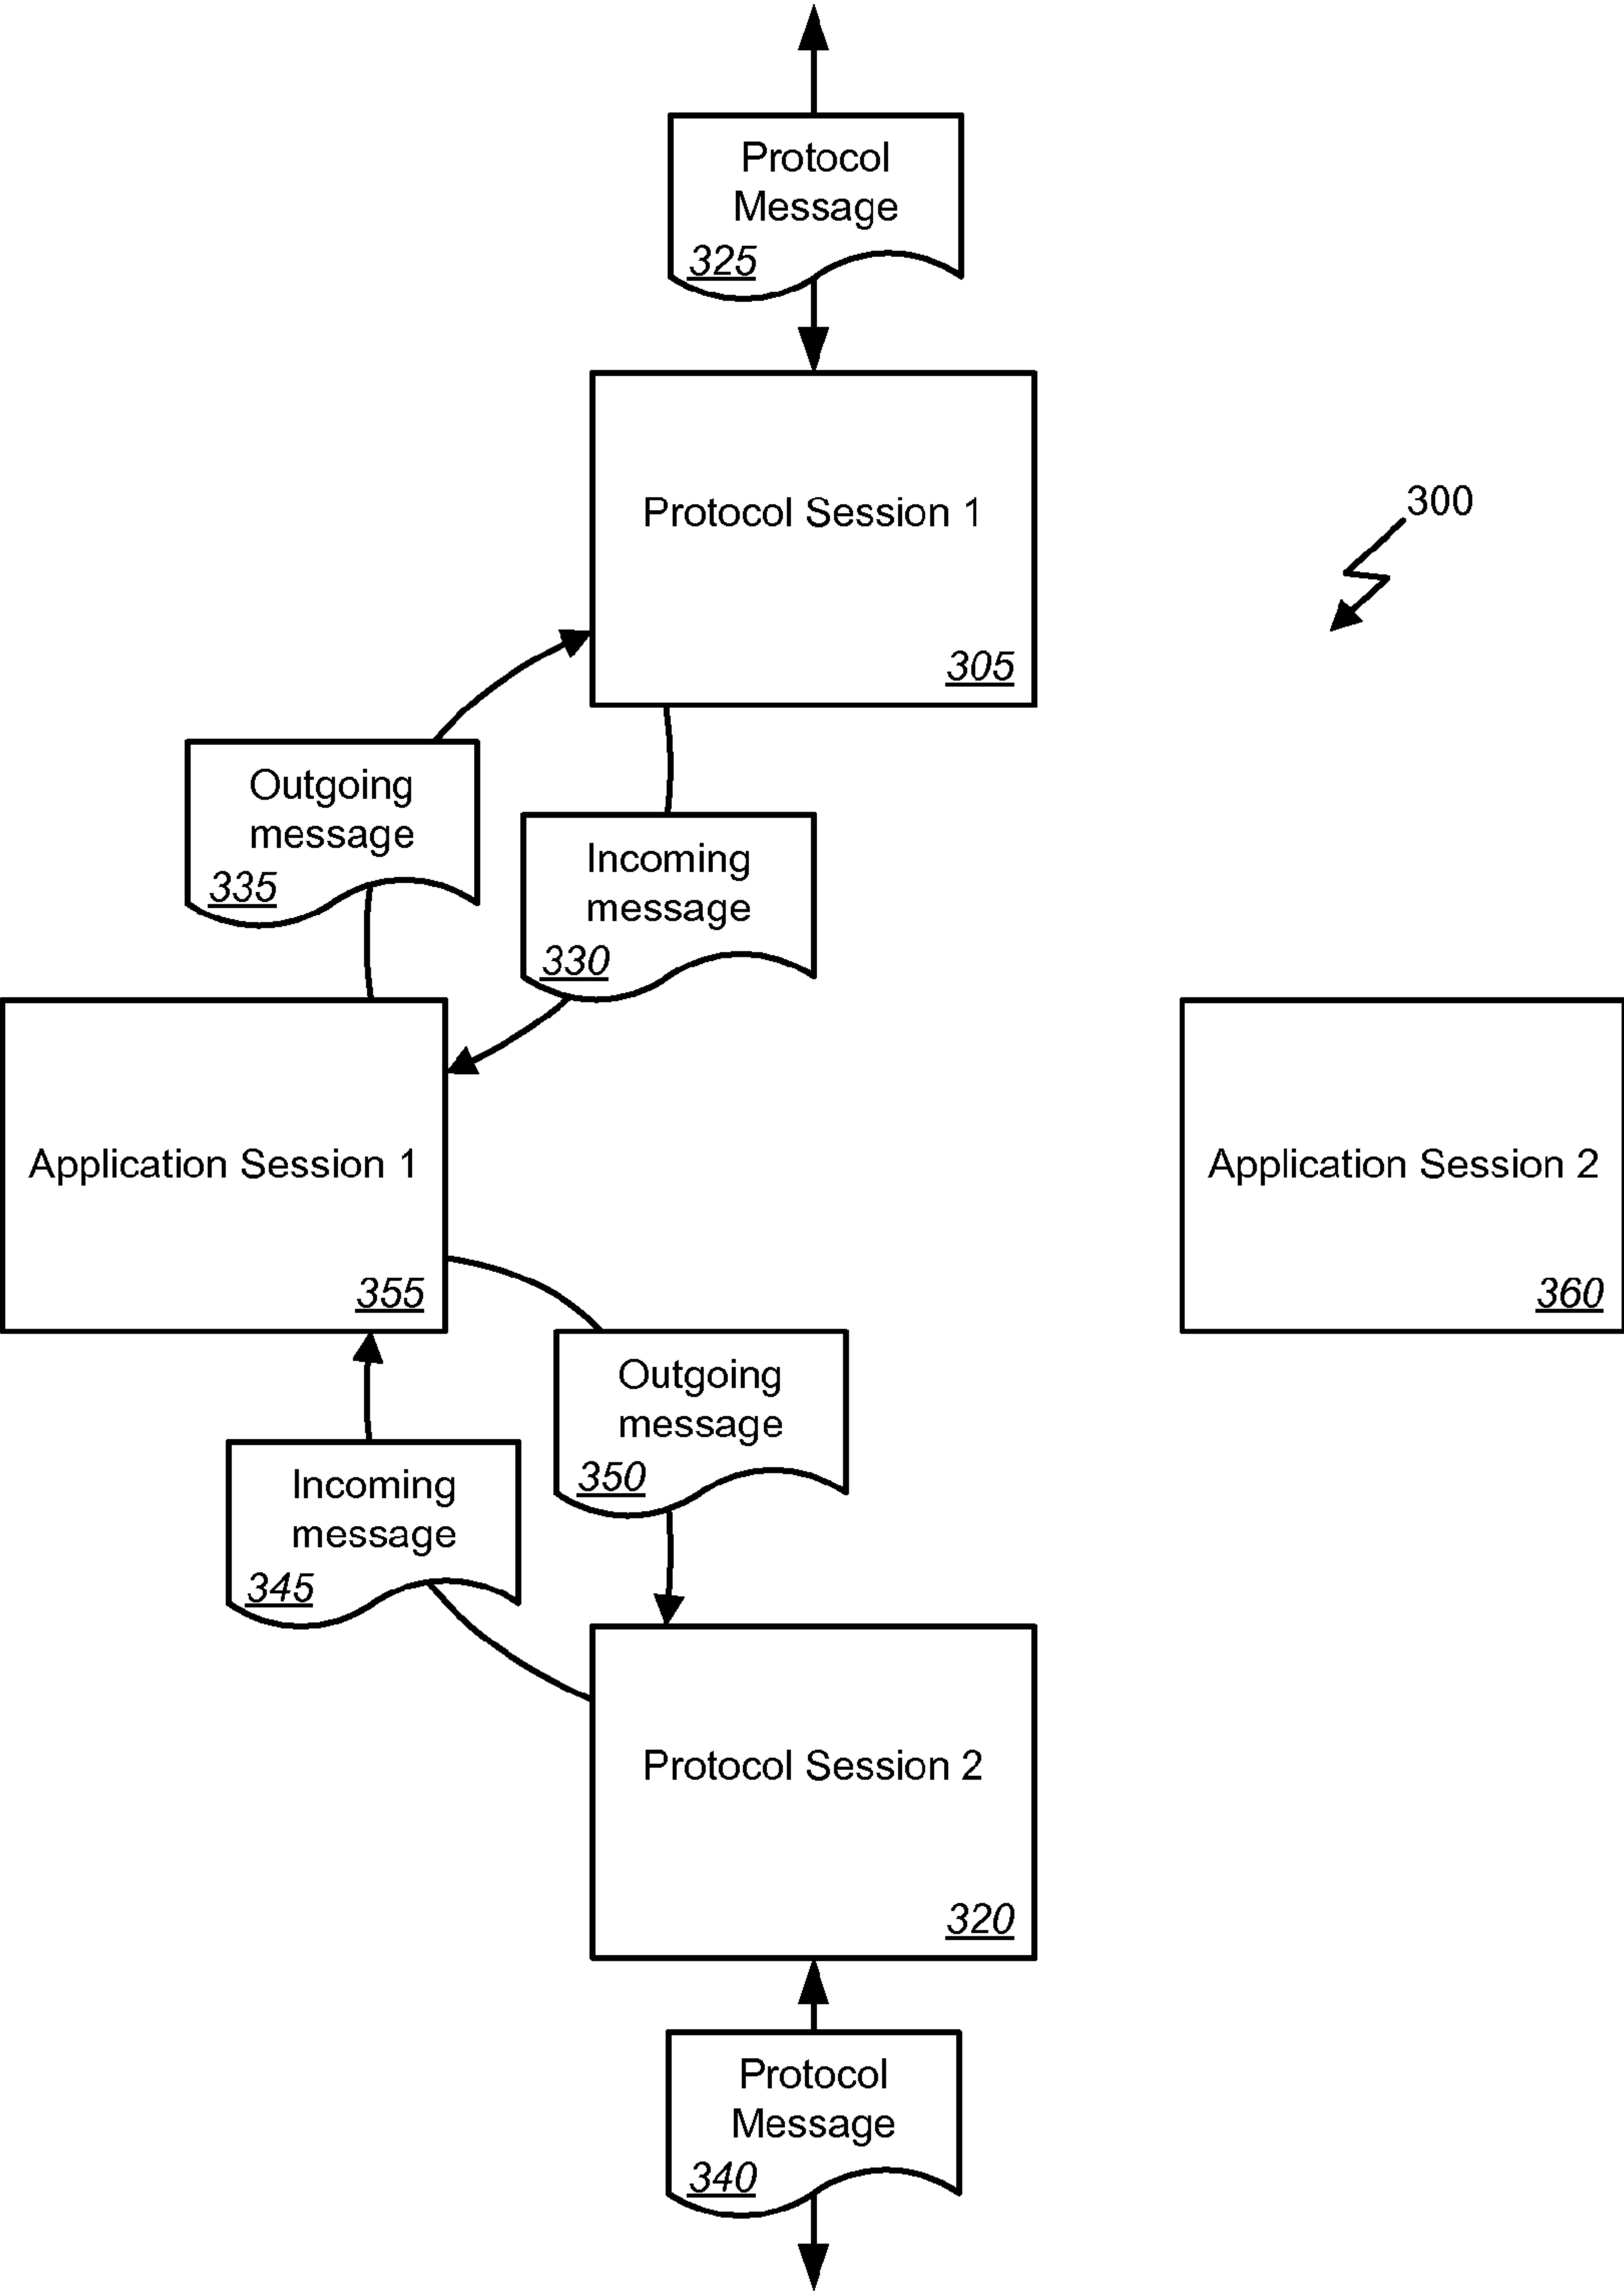 Protocol
Message
325
Protocol Session 1
305
300
Outgoing
message
335
Incoming
message
330
Application Session 1
355
Application Session 2
360
Outgoing
message
350
Incoming
message
345
Protocol Session 2
320
Protocol
Message
340